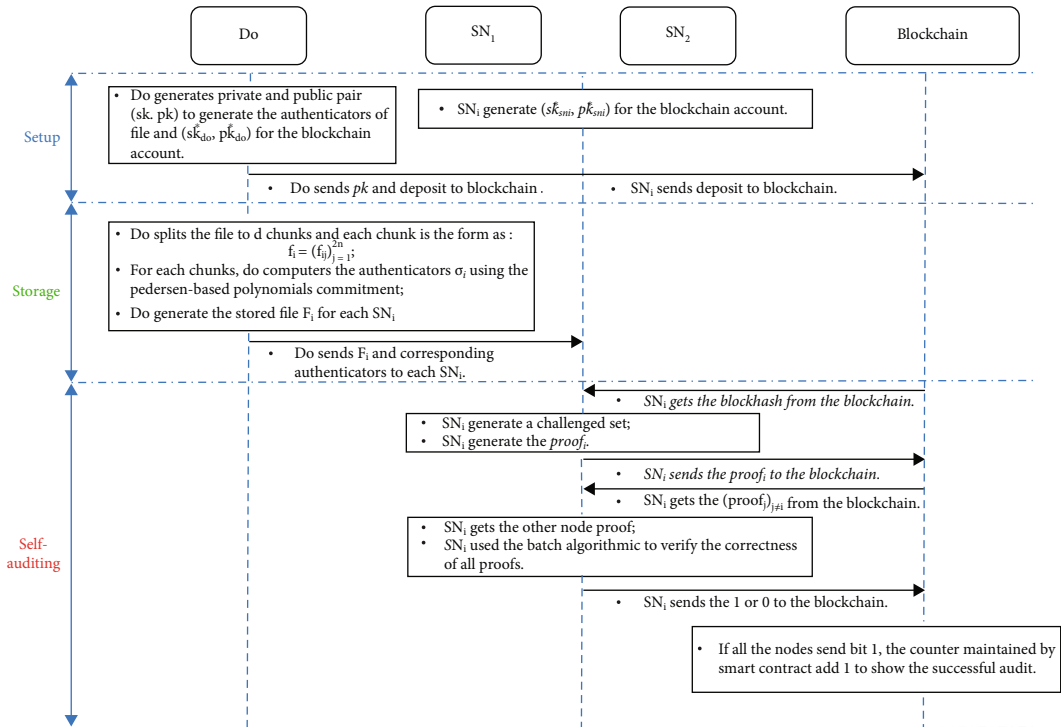 Do
SN₁
SN₂
Blockchain
Setup
• Do generates private and public pair
(sk. pk) to generate the authenticators of
file and (sk*do, pk*do) for the blockchain
account.
• SNi generate (sk*sni, pk*sni) for the blockchain account.
• Do sends pk and deposit to blockchain .
• SNi sends deposit to blockchain.
Storage
• Do splits the file to d chunks and each chunk is the form as :
fi = (fij)²ⁿj = 1;
• For each chunks, do computers the authenticators σi using the
pedersen-based polynomials commitment;
• Do generate the stored file Fi for each SNi
• Do sends Fi and corresponding
authenticators to each SNi.
Self-
auditing
• SNi gets the blockhash from the blockchain.
• SNi generate a challenged set;
• SNi generate the proofi.
• SNi sends the proofi to the blockchain.
• SNi gets the (proofj)j≠i from the blockchain.
• SNi gets the other node proof;
• SNi used the batch algorithmic to verify the correctness
of all proofs.
• SNi sends the 1 or 0 to the blockchain.
• If all the nodes send bit 1, the counter maintained by
smart contract add 1 to show the successful audit.